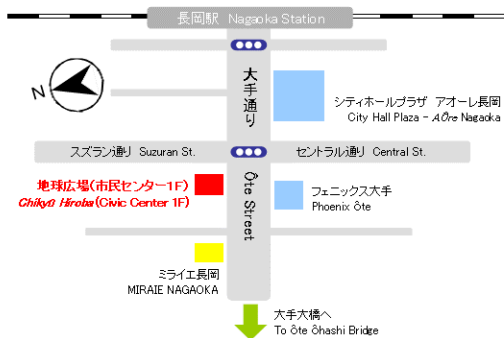 長岡駅 Nagaoka Station
N
大手通り
シティホールプラザ アオーレ長岡
City Hall Plaza - AÔre Nagaoka
スズラン通り Suzuran St.
セントラル通り Central St.
地球広場(市民センター1F)
Chikyû Hiroba (Civic Center 1F)
Ôte Street
フェニックス大手
Phoenix Ôte
ミライエ長岡
MIRAIE NAGAOKA
大手大橋へ
To Ôte Ôhashi Bridge